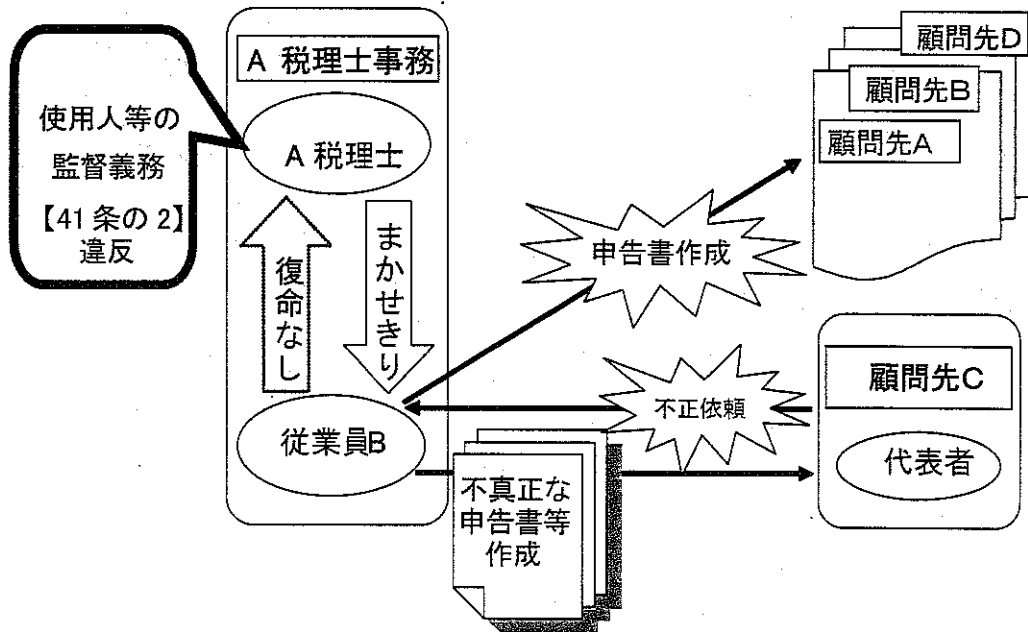 使用人等の
監督義務
【41条の2】
違反
A 税理士事務
A 税理士
復命なし
まかせきり
従業員B
申告書作成
顧問先D
顧問先B
顧問先A
不正依頼
顧問先C
代表者
不真正な
申告書等
作成